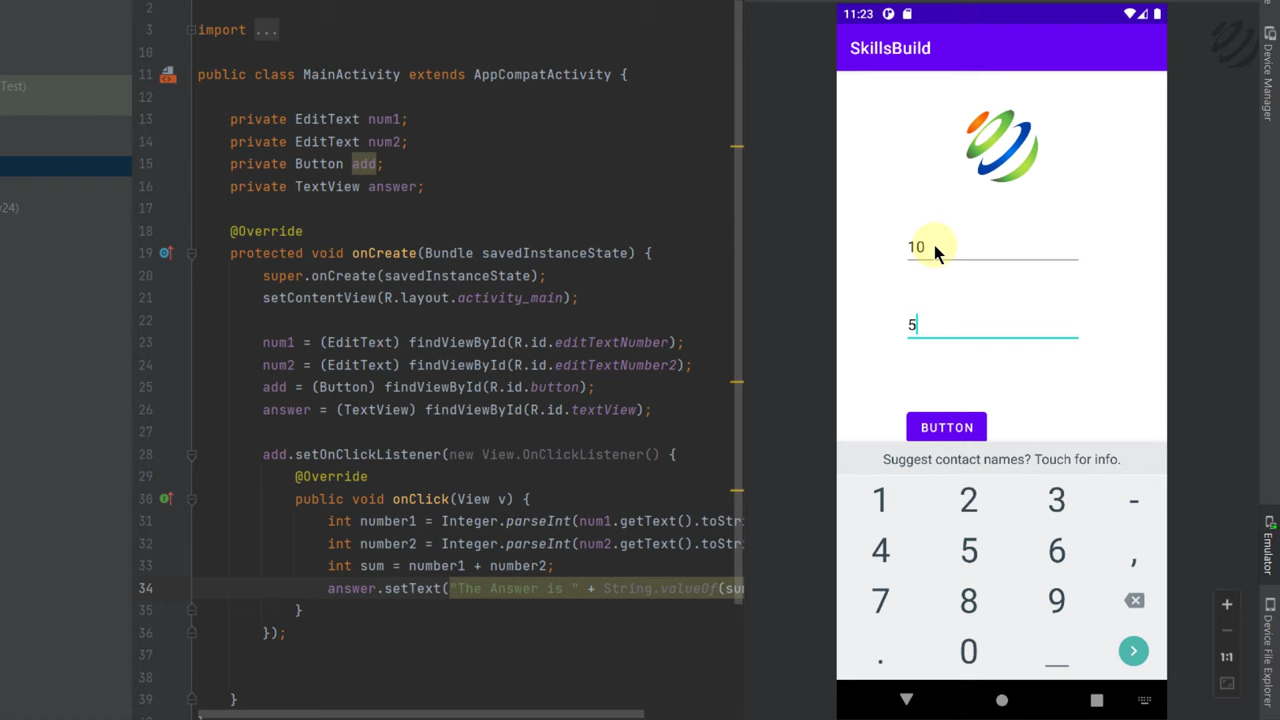 2
3 import ...
10
11 public class MainActivity extends AppCompatActivity {
12
13 private EditText num1;
14 private EditText num2;
15 private Button add;
16 private TextView answer;
17
18 @Override
19 protected void onCreate(Bundle savedInstanceState) {
20 super.onCreate(savedInstanceState);
21 setContentView(R.layout.activity_main);
22
23 num1 = (EditText) findViewById(R.id.editTextNumber);
24 num2 = (EditText) findViewById(R.id.editTextNumber2);
25 add = (Button) findViewById(R.id.button);
26 answer = (TextView) findViewById(R.id.textView);
27
28 add.setOnClickListener(new View.OnClickListener() {
29 @Override
30 public void onClick(View v) {
31 int number1 = Integer.parseInt(num1.getText().toStri
32 int number2 = Integer.parseInt(num2.getText().toStri
33 int sum = number1 + number2;
34 answer.setText("The Answer is " + String.valueOf(su
35 }
36 });
37
38
39 }
Test)
v24)
11:23
SkillsBuild
10
5
BUTTON
Suggest contact names? Touch for info.
1 2 3 -
4 5 6 ,
7 8 9
. 0 _
Device Manager
Emulator
Device File Explorer
+
−
1:1